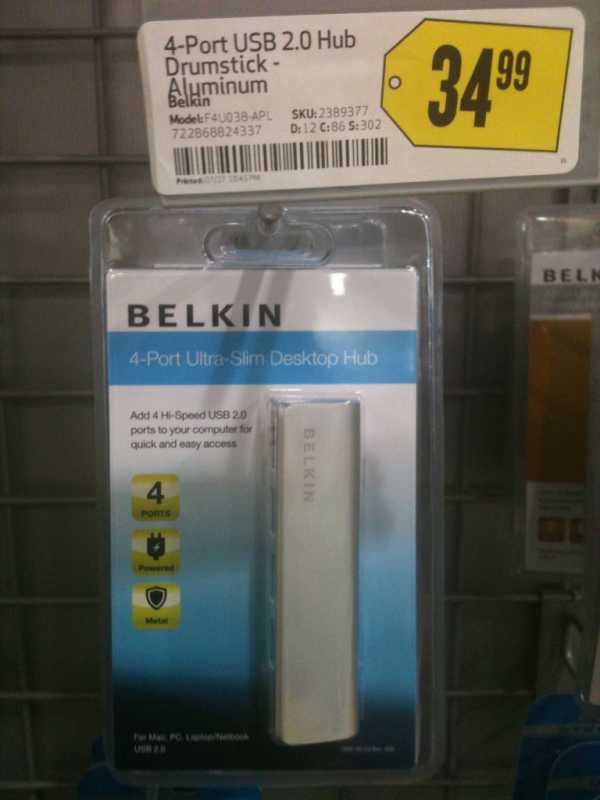 4-Port USB 2.0 Hub
Drumstick -
Aluminum
Belkin
Model:F4U038-APL SKU:2389377
722868824337 D:12 C:86 S:302
34.99
BELKIN
4-Port Ultra-Slim Desktop Hub
Add 4 Hi-Speed USB 2.0
ports to your computer for
quick and easy access
BELKIN
4
PORTS
Powered
Metal
For Mac, PC, Laptop/Netbook
USB 2.0
BELK